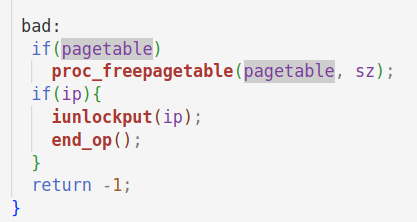 bad:
  if(pagetable)
    proc_freepagetable(pagetable, sz);
  if(ip){
    iunlockput(ip);
    end_op();
  }
  return -1;
}